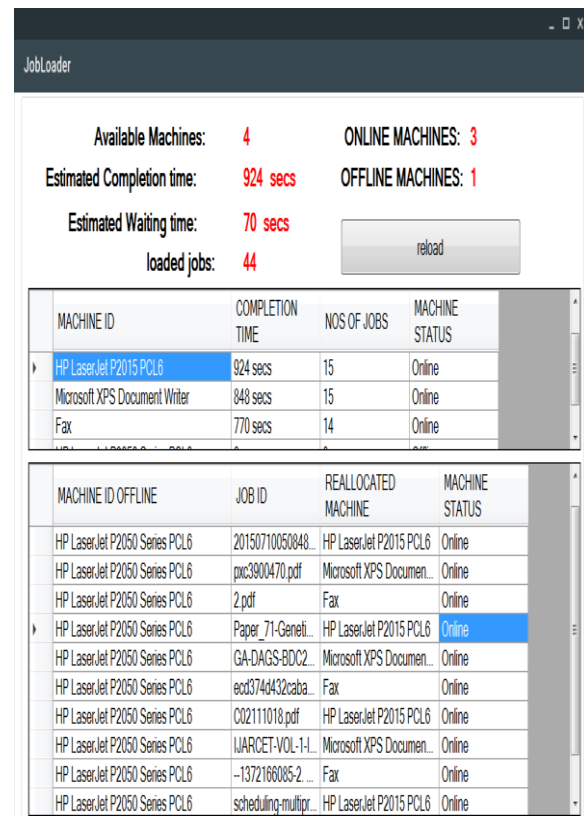 JobLoader
Available Machines: 4 ONLINE MACHINES: 3
Estimated Completion time: 924 secs OFFLINE MACHINES: 1
Estimated Waiting time: 70 secs
reload
loaded jobs: 44
MACHINE ID COMPLETION TIME NOS OF JOBS MACHINE STATUS
HP LaserJet P2015 PCL6 924 secs 15 Online
Microsoft XPS Document Writer 848 secs 15 Online
Fax 770 secs 14 Online
MACHINE ID OFFLINE JOB ID REALLOCATED MACHINE MACHINE STATUS
HP LaserJet P2050 Series PCL6 20150710050848... HP LaserJet P2015 PCL6 Online
HP LaserJet P2050 Series PCL6 pxc3900470.pdf Microsoft XPS Documen... Online
HP LaserJet P2050 Series PCL6 2.pdf Fax Online
HP LaserJet P2050 Series PCL6 Paper_71-Geneti... HP LaserJet P2015 PCL6 Online
HP LaserJet P2050 Series PCL6 GA-DAGS-BDC2... Microsoft XPS Documen... Online
HP LaserJet P2050 Series PCL6 ecd374d432caba... Fax Online
HP LaserJet P2050 Series PCL6 C02111018.pdf HP LaserJet P2015 PCL6 Online
HP LaserJet P2050 Series PCL6 IJARCET-VOL-1-I... Microsoft XPS Documen... Online
HP LaserJet P2050 Series PCL6 --1372166085-2. ... Fax Online
HP LaserJet P2050 Series PCL6 scheduling-multipr... HP LaserJet P2015 PCL6 Online